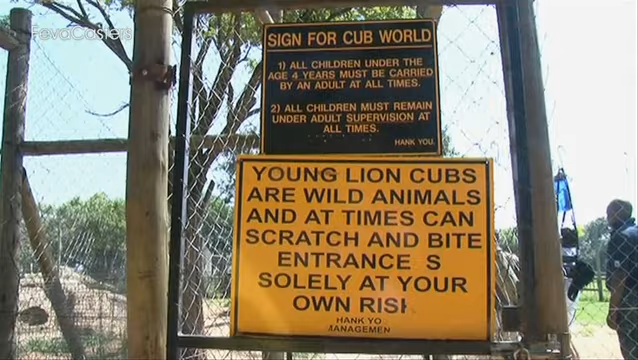 FevaCasters
SIGN FOR CUB WORLD
1) ALL CHILDREN UNDER THE
AGE 4 YEARS MUST BE CARRIED
BY AN ADULT AT ALL TIMES.
2) ALL CHILDREN MUST REMAIN
UNDER ADULT SUPERVISION AT
ALL TIMES.
HANK YOU.
YOUNG LION CUBS
ARE WILD ANIMALS
AND AT TIMES CAN
SCRATCH AND BITE
ENTRANCE S
SOLELY AT YOUR
OWN RIS
HANK YO
MANAGEMEN